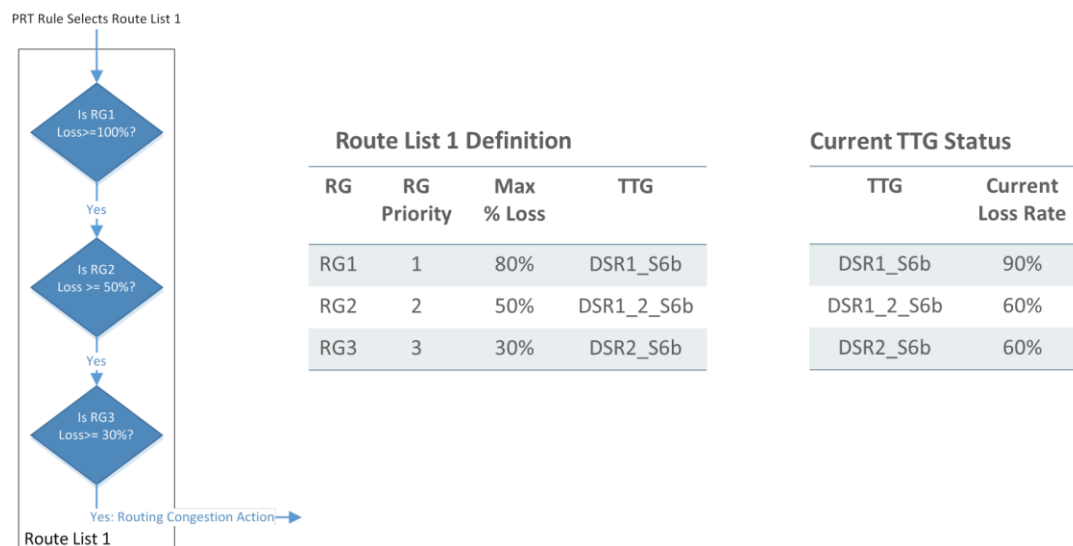 PRT Rule Selects Route List 1
Is RG1
Loss>=100%?
Yes
Is RG2
Loss >= 50%?
Yes
Is RG3
Loss>= 30%?
Yes: Routing Congestion Action
Route List 1
Route List 1 Definition
RG RG Priority Max % Loss TTG
RG1 1 80% DSR1_S6b
RG2 2 50% DSR1_2_S6b
RG3 3 30% DSR2_S6b
Current TTG Status
TTG Current Loss Rate
DSR1_S6b 90%
DSR1_2_S6b 60%
DSR2_S6b 60%